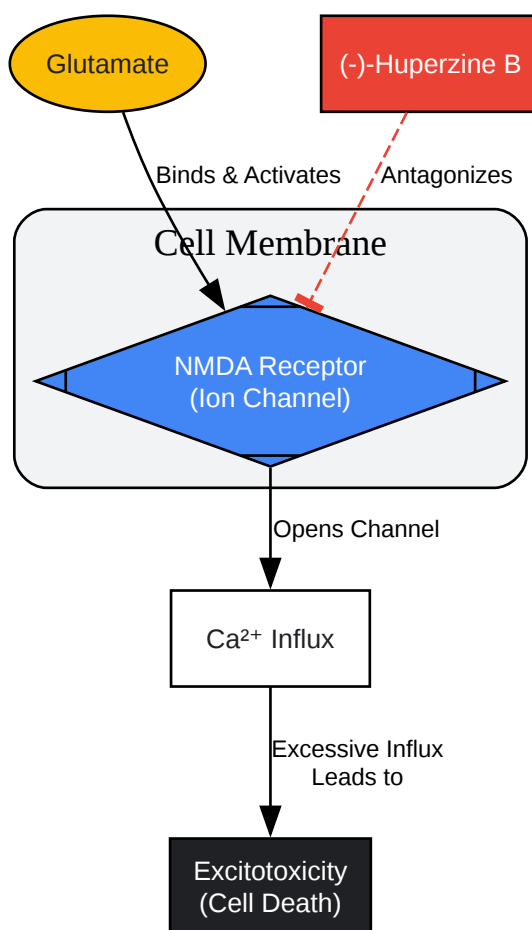 Glutamate
(-)-Huperzine B
Binds & Activates
Antagonizes
Cell Membrane
NMDA Receptor
(Ion Channel)
Opens Channel
Ca²⁺ Influx
Excessive Influx
Leads to
Excitotoxicity
(Cell Death)